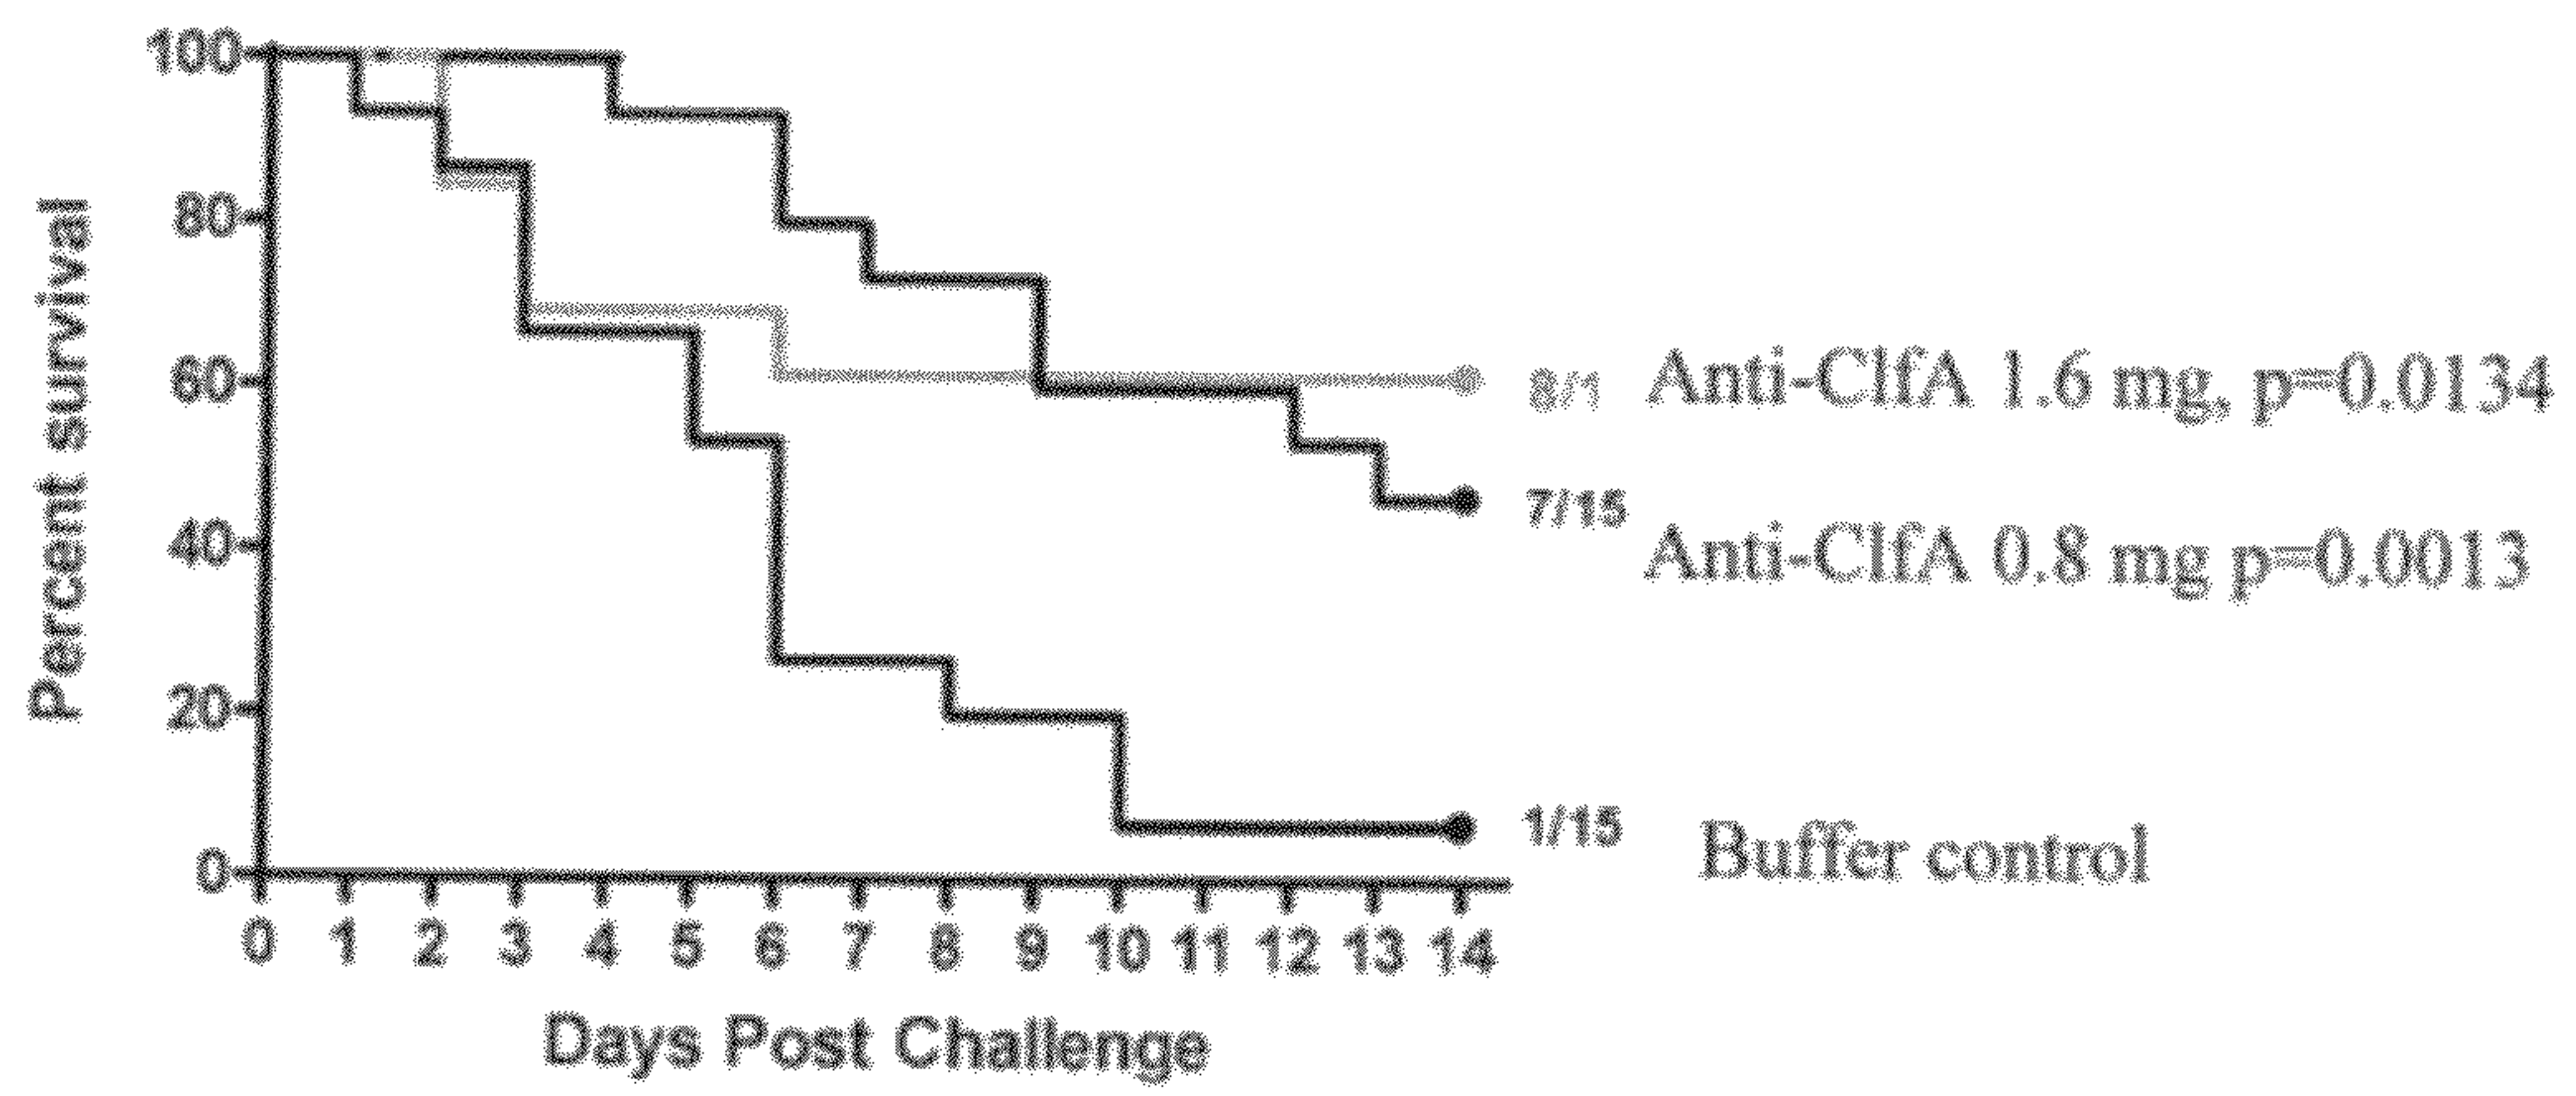 100
80
60
40
20
0
Percent survival
0 1 2 3 4 5 6 7 8 9 10 11 12 13 14
Days Post Challenge
8/1 Anti-ClfA 1.6 mg, p=0.0134
7/15
Anti-ClfA 0.8 mg p=0.0013
1/15
Buffer control